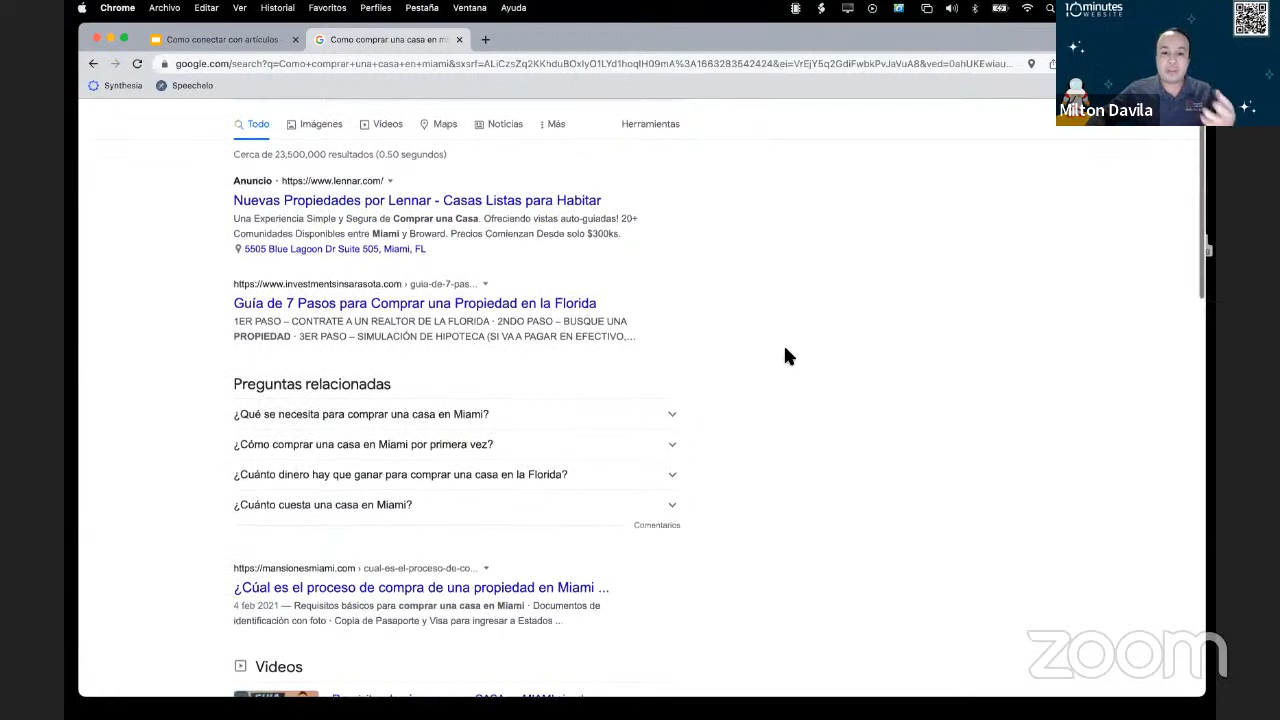 Chrome Archivo Editar Ver Historial Favoritos Perfiles Pestaña Ventana Ayuda
10minutes
WEBSITE
Como conectar con artículos
Como comprar una casa en mi
google.com/search?q=Como+comprar+una+casa+en+miami&sxsrf=ALiCzsZq2KKhduBOxIyO1LYd1hoqIH09mA%3A1663283542424&ei=VrEjY5q2GdiFwbkPvJaVuA8&ved=0ahUKEwiau...
Synthesia Speechelo
Milton Davila
Todo Imágenes Videos Maps Noticias Más Herramientas
Cerca de 23,500,000 resultados (0.50 segundos)
Anuncio · https://www.lennar.com/
Nuevas Propiedades por Lennar - Casas Listas para Habitar
Una Experiencia Simple y Segura de Comprar una Casa. Ofreciendo vistas auto-guiadas! 20+
Comunidades Disponibles entre Miami y Broward. Precios Comienzan Desde solo $300ks.
5505 Blue Lagoon Dr Suite 505, Miami, FL
https://www.investmentsinsarasota.com › guia-de-7-pas...
Guía de 7 Pasos para Comprar una Propiedad en la Florida
1ER PASO – CONTRATE A UN REALTOR DE LA FLORIDA · 2NDO PASO – BUSQUE UNA
PROPIEDAD · 3ER PASO – SIMULACIÓN DE HIPOTECA (SI VA A PAGAR EN EFECTIVO,...
Preguntas relacionadas
¿Qué se necesita para comprar una casa en Miami?
¿Cómo comprar una casa en Miami por primera vez?
¿Cuánto dinero hay que ganar para comprar una casa en la Florida?
¿Cuánto cuesta una casa en Miami?
Comentarios
https://mansionesmiami.com › cual-es-el-proceso-de-co...
¿Cúal es el proceso de compra de una propiedad en Miami ...
4 feb 2021 — Requisitos básicos para comprar una casa en Miami · Documentos de
identificación con foto · Copia de Pasaporte y Visa para ingresar a Estados ...
Videos
zoom